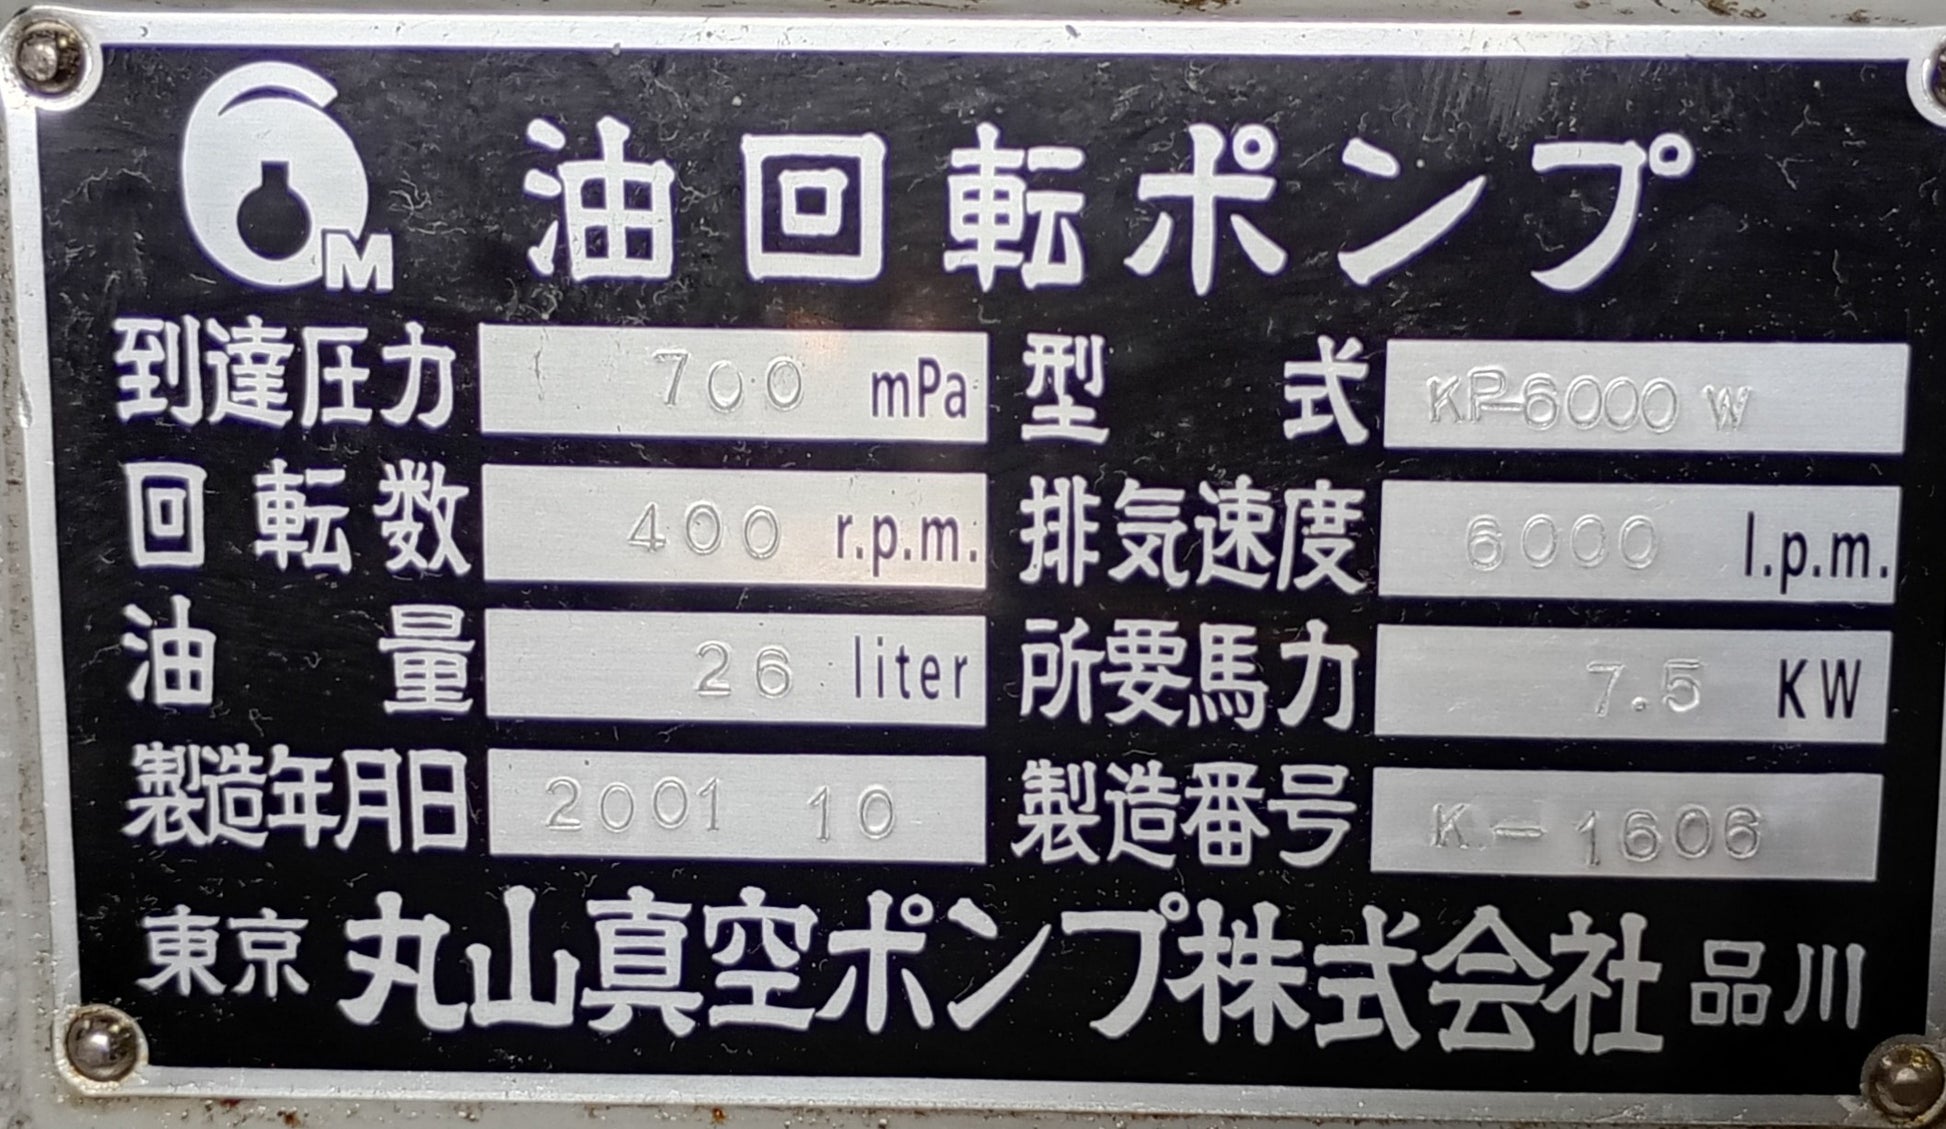 M 油回転ポンプ
到達圧力 700 mPa 型式 KP-6000 W
回転数 400 r.p.m. 排気速度 6000 l.p.m.
油量 26 liter 所要馬力 7.5 KW
製造年月日 2001 10 製造番号 K-1606
東京 丸山真空ポンプ株式会社 品川